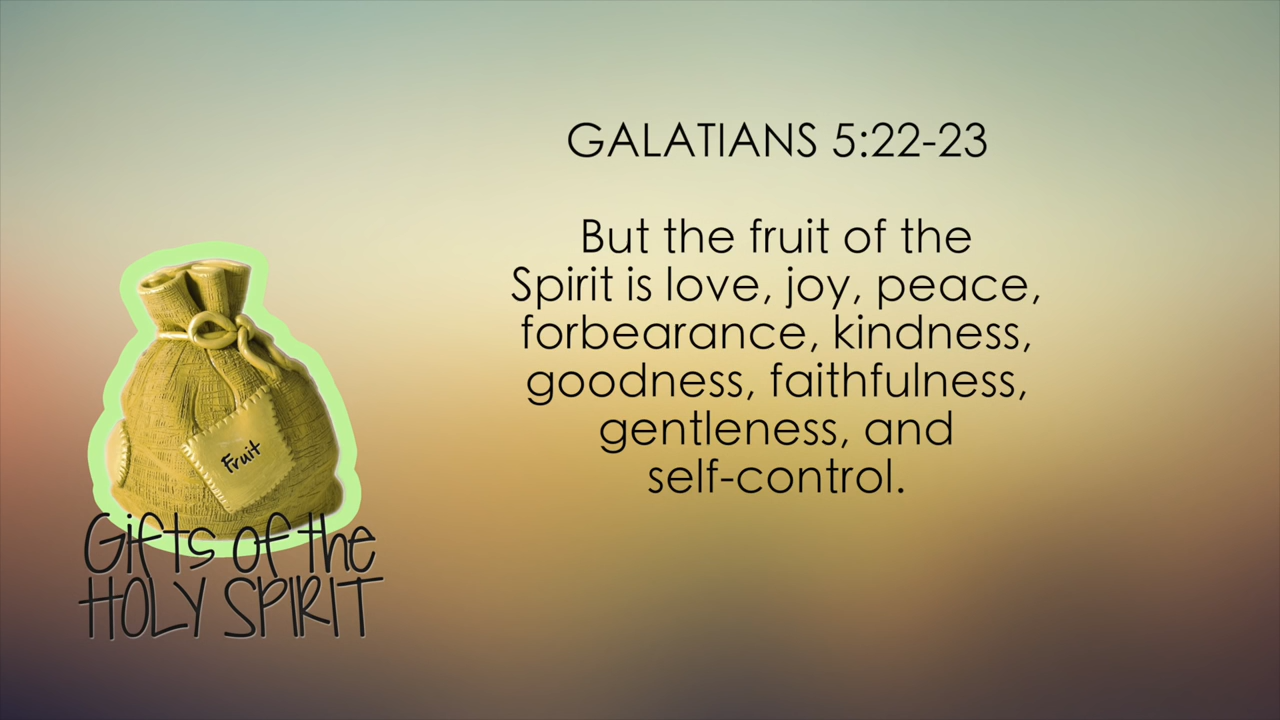 GALATIANS 5:22-23
But the fruit of the
Spirit is love, joy, peace,
forbearance, kindness,
goodness, faithfulness,
gentleness, and
self-control.
Fruit
Gifts of the
HOLY SPIRIT